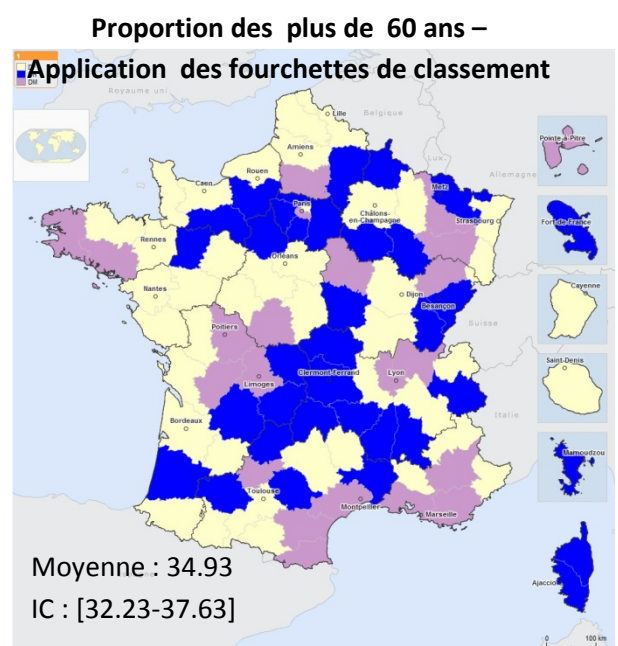 Proportion des plus de 60 ans –
Application des fourchettes de classement
DM
Royaume uni
Lille
Belgique
Amiens
Lux.
Allemagne
Rouen
Caen
Metz
Paris
Châlons-
en-Champagne
Strasbourg
Rennes
Orléans
Nantes
Dijon
Besançon
Suisse
Poitiers
Limoges
Clermont-Ferrand
Lyon
Italie
Bordeaux
Toulouse
Montpellier
Marseille
Ajaccio
Pointe-à-Pitre
Fort-de-France
Cayenne
Saint-Denis
Mamoudzou
Moyenne : 34.93
IC : [32.23-37.63]
0 100 km